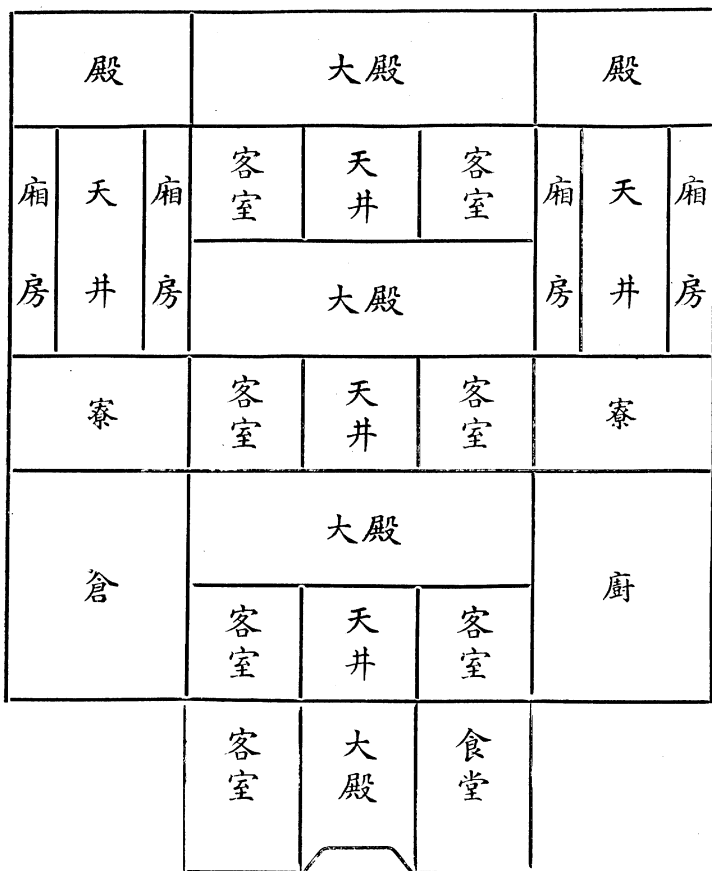 殿 大殿 殿
廂房 天井 廂房 客室 天井 客室 廂房 天井 廂房
大殿
寮 客室 天井 客室 寮
大殿
倉 廚
客室 天井 客室
客室 大殿 食堂